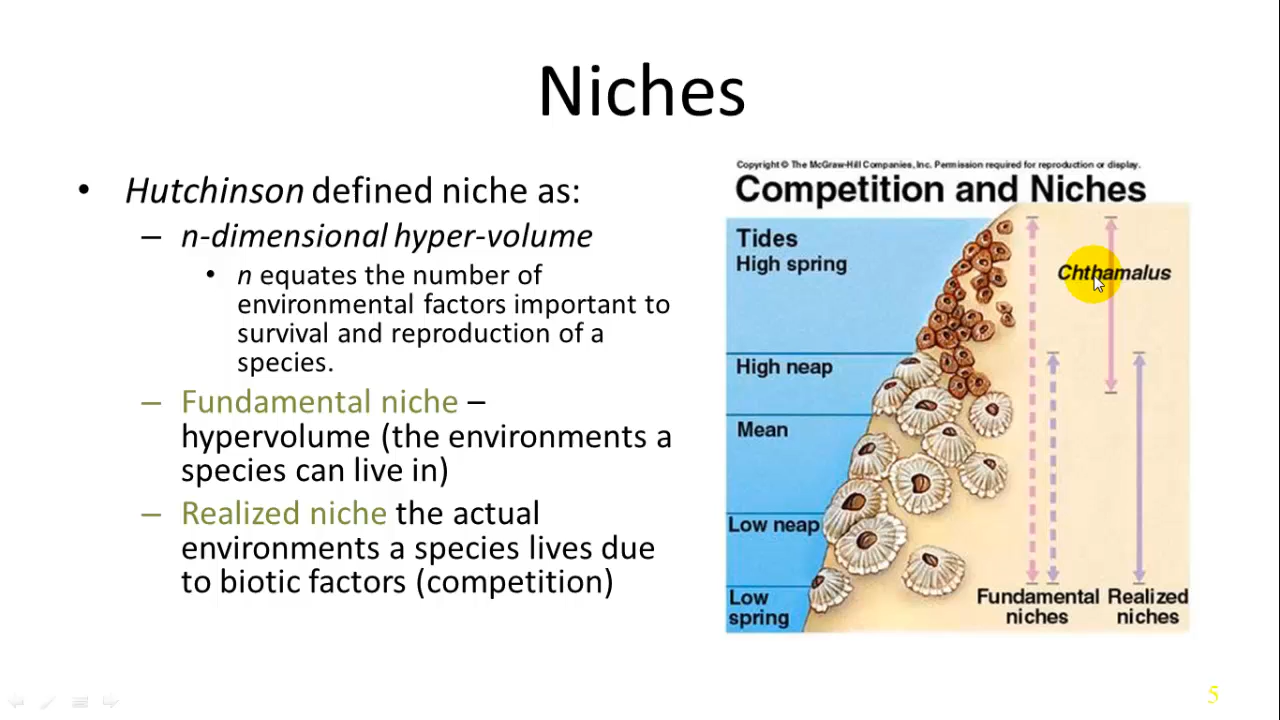 Niches
• Hutchinson defined niche as:
– n-dimensional hyper-volume
• n equates the number of
environmental factors important to
survival and reproduction of a
species.
– Fundamental niche –
hypervolume (the environments a
species can live in)
– Realized niche the actual
environments a species lives due
to biotic factors (competition)
Copyright © The McGraw-Hill Companies, Inc. Permission required for reproduction or display.
Competition and Niches
Tides
High spring
Chthamalus
High neap
Mean
Low neap
Low
spring
Fundamental
niches
Realized
niches
5